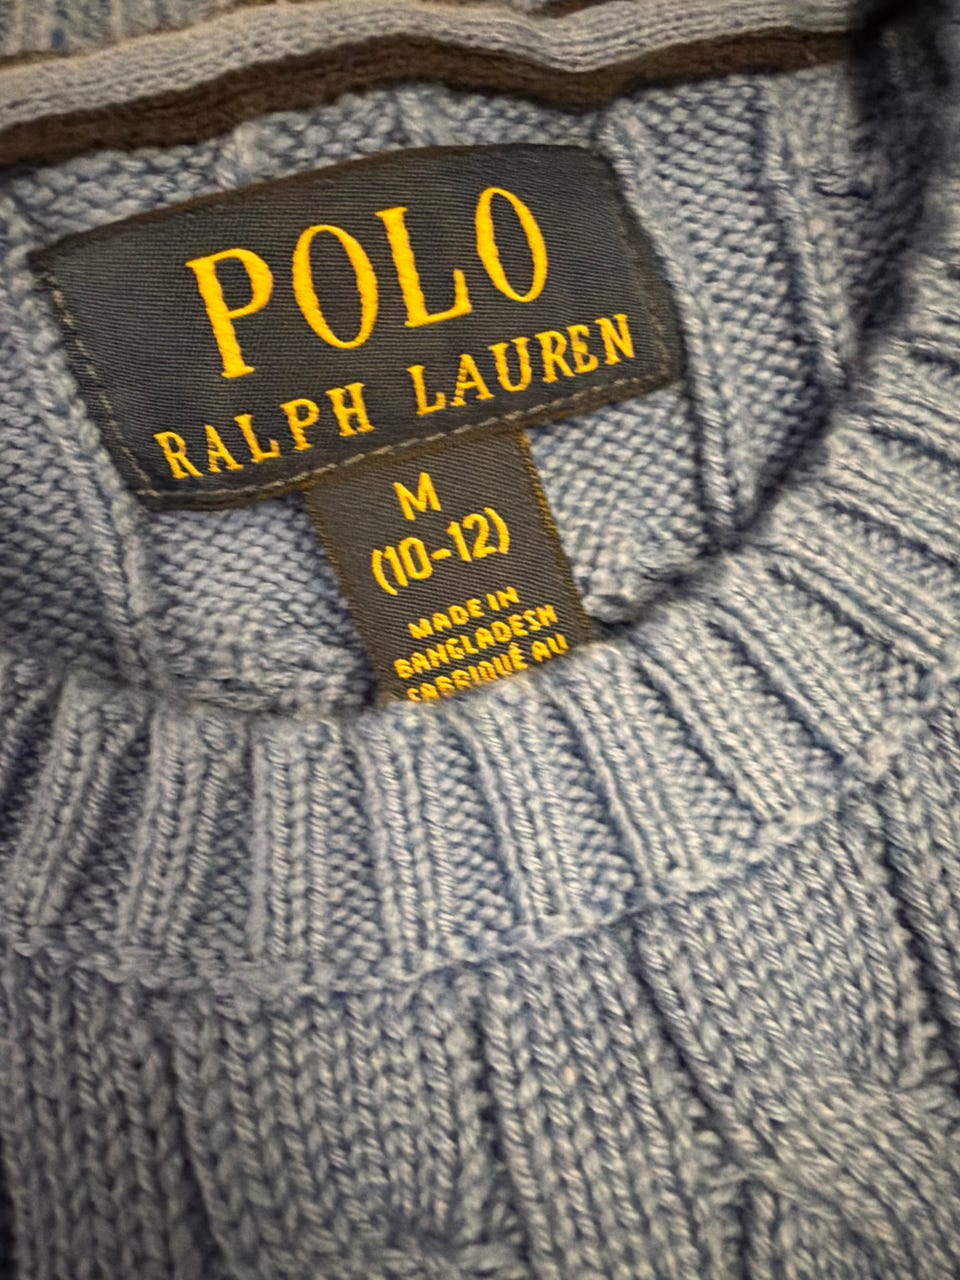 POLO
RALPH LAUREN
M
(10-12)
MADE IN
BANGLADESH
FABRIQUÉ AU